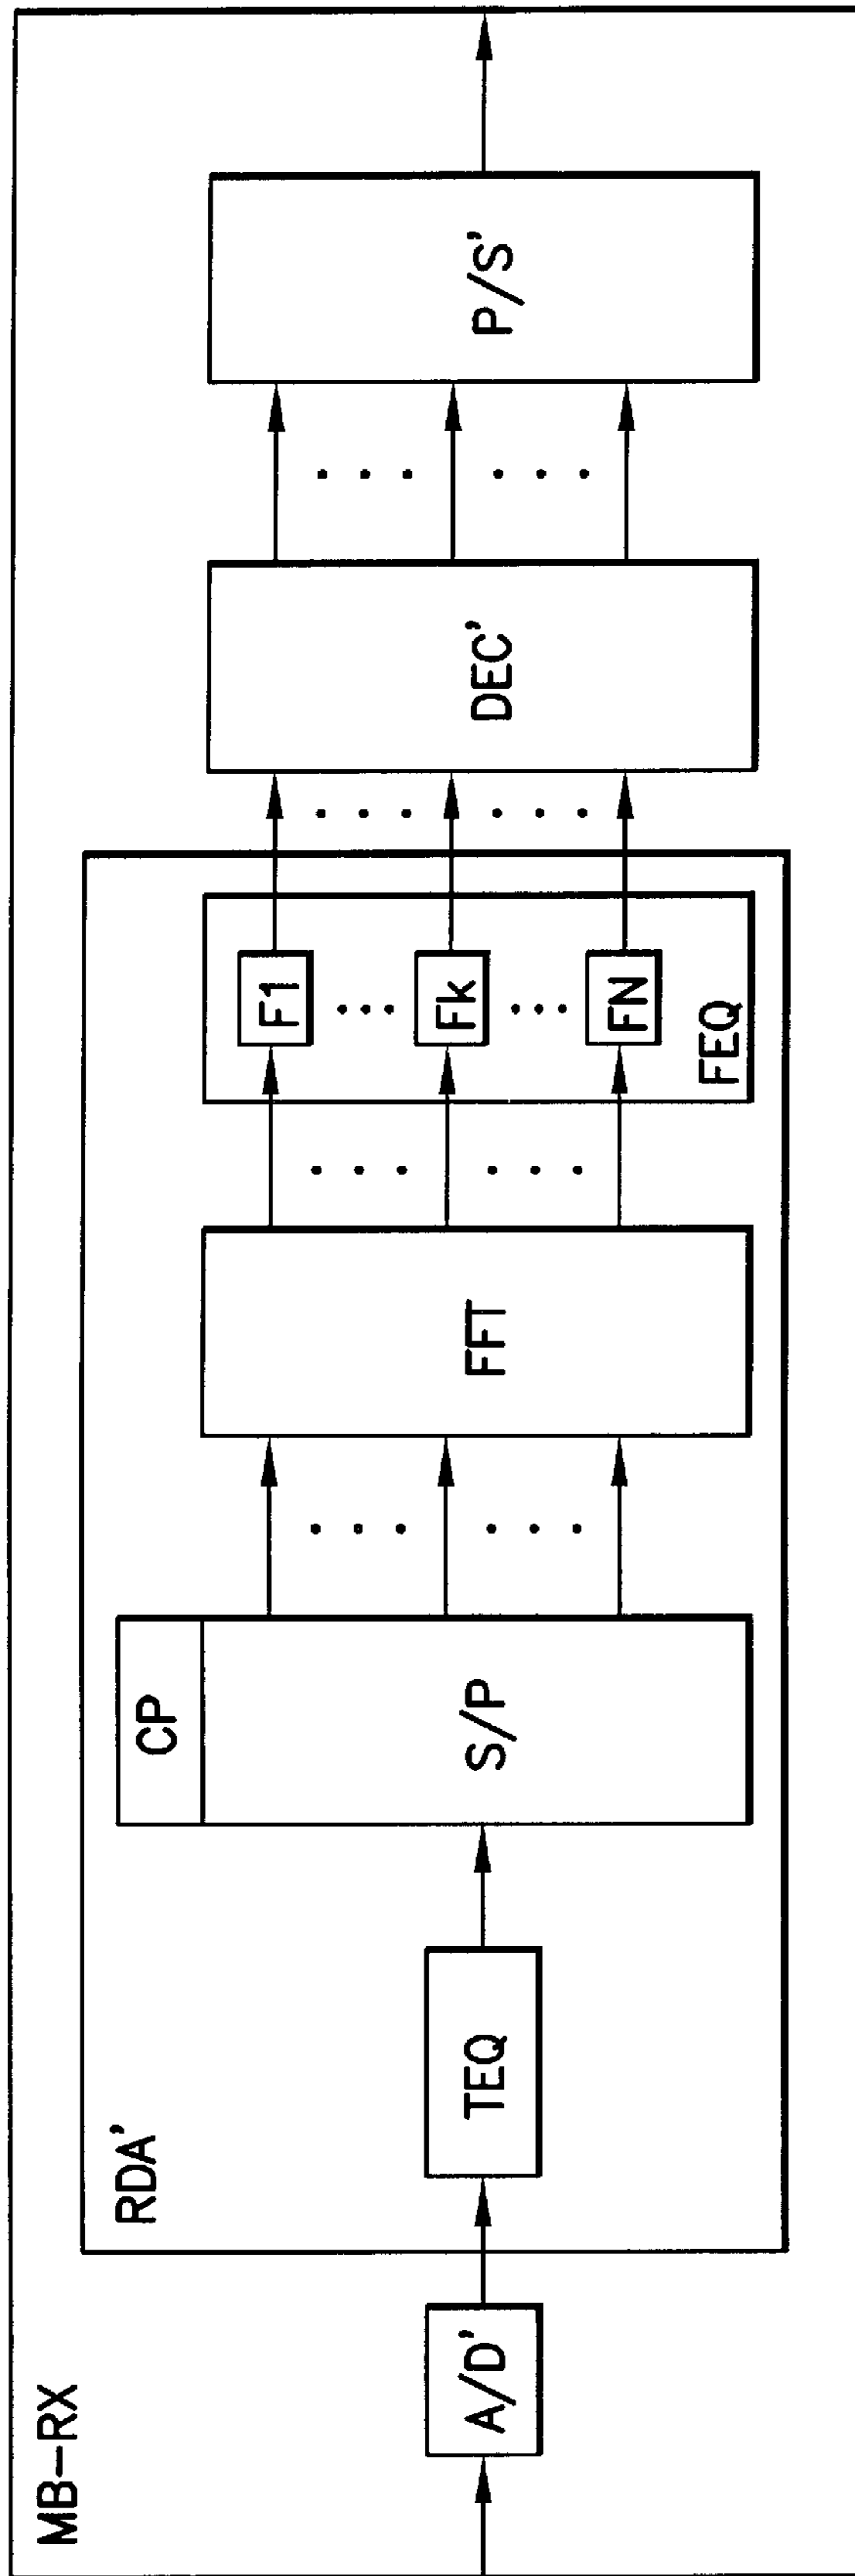 MB-RX
RDA'
A/D'
TEQ
CP
S/P
FFT
F1
Fk
FN
FEQ
DEC'
P/S'